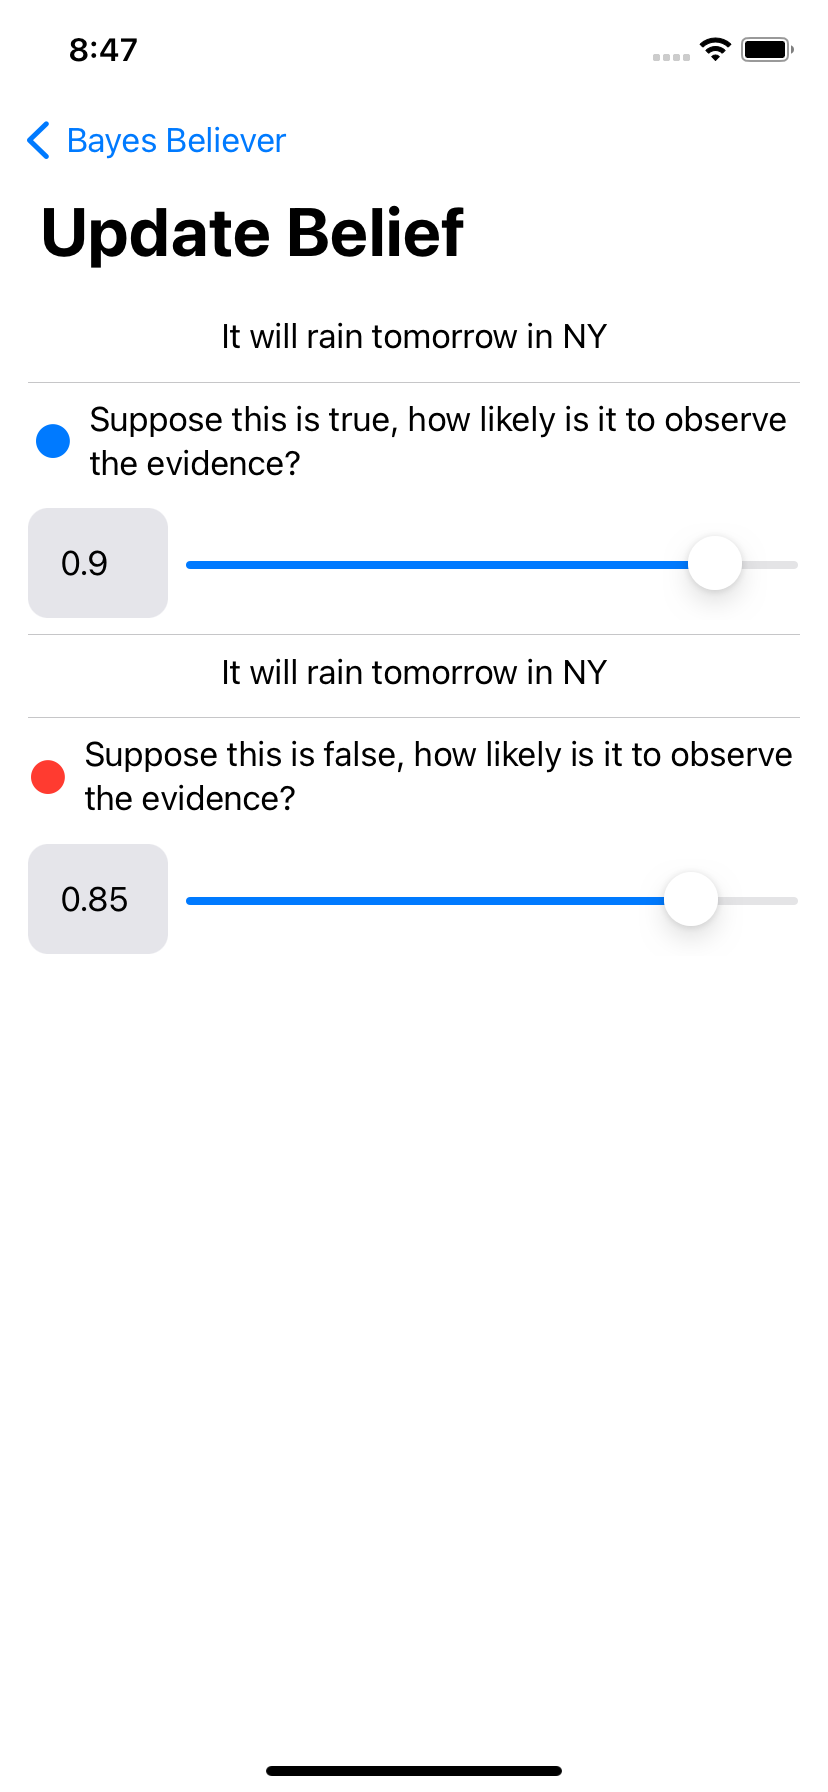 8:47
Bayes Believer
Update Belief
It will rain tomorrow in NY
Suppose this is true, how likely is it to observe
the evidence?
0.9
It will rain tomorrow in NY
Suppose this is false, how likely is it to observe
the evidence?
0.85